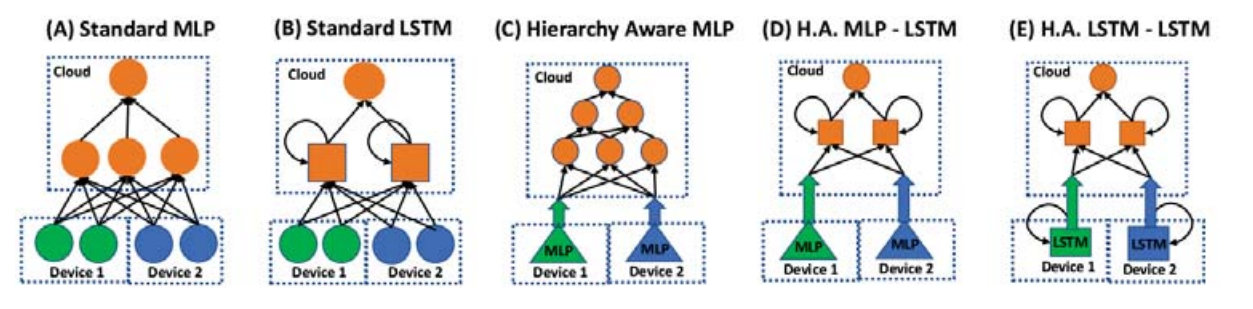 (A) Standard MLP
Cloud
Device 1
Device 2
(B) Standard LSTM
Cloud
Device 1
Device 2
(C) Hierarchy Aware MLP
Cloud
MLP
MLP
Device 1
Device 2
(D) H.A. MLP - LSTM
Cloud
MLP
MLP
Device 1
Device 2
(E) H.A. LSTM - LSTM
Cloud
LSTM
LSTM
Device 1
Device 2